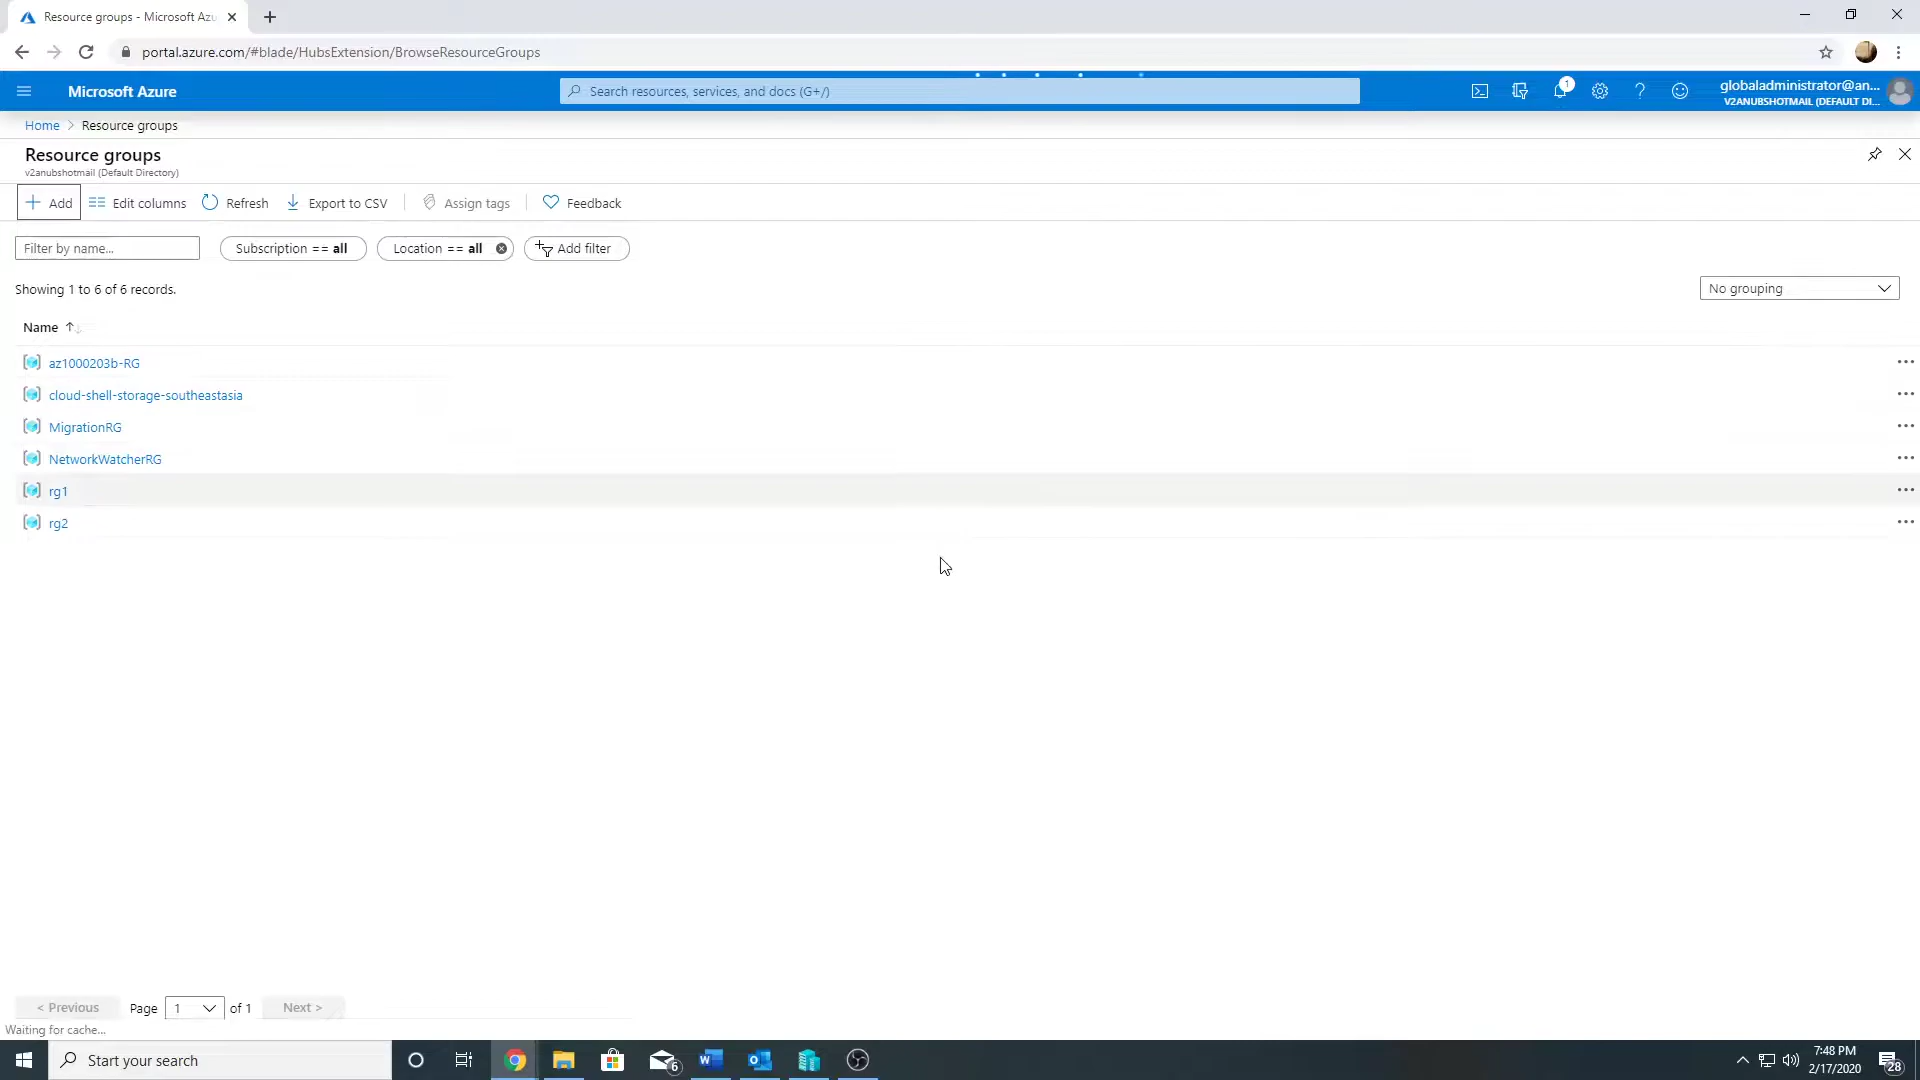 Resource groups - Microsoft Azu
portal.azure.com/#blade/HubsExtension/BrowseResourceGroups
Microsoft Azure
Search resources, services, and docs (G+/)
1
globaladministrator@an...
V2ANUBSHOTMAIL (DEFAULT DI...
Home > Resource groups
Resource groups
v2anubshotmail (Default Directory)
Add
Edit columns
Refresh
Export to CSV
Assign tags
Feedback
Filter by name...
Subscription == all
Location == all
Add filter
Showing 1 to 6 of 6 records.
No grouping
Name
az1000203b-RG
cloud-shell-storage-southeastasia
MigrationRG
NetworkWatcherRG
rg1
rg2
< Previous
Page 1 of 1
Next >
Waiting for cache...
Start your search
6
7:48 PM
2/17/2020
28